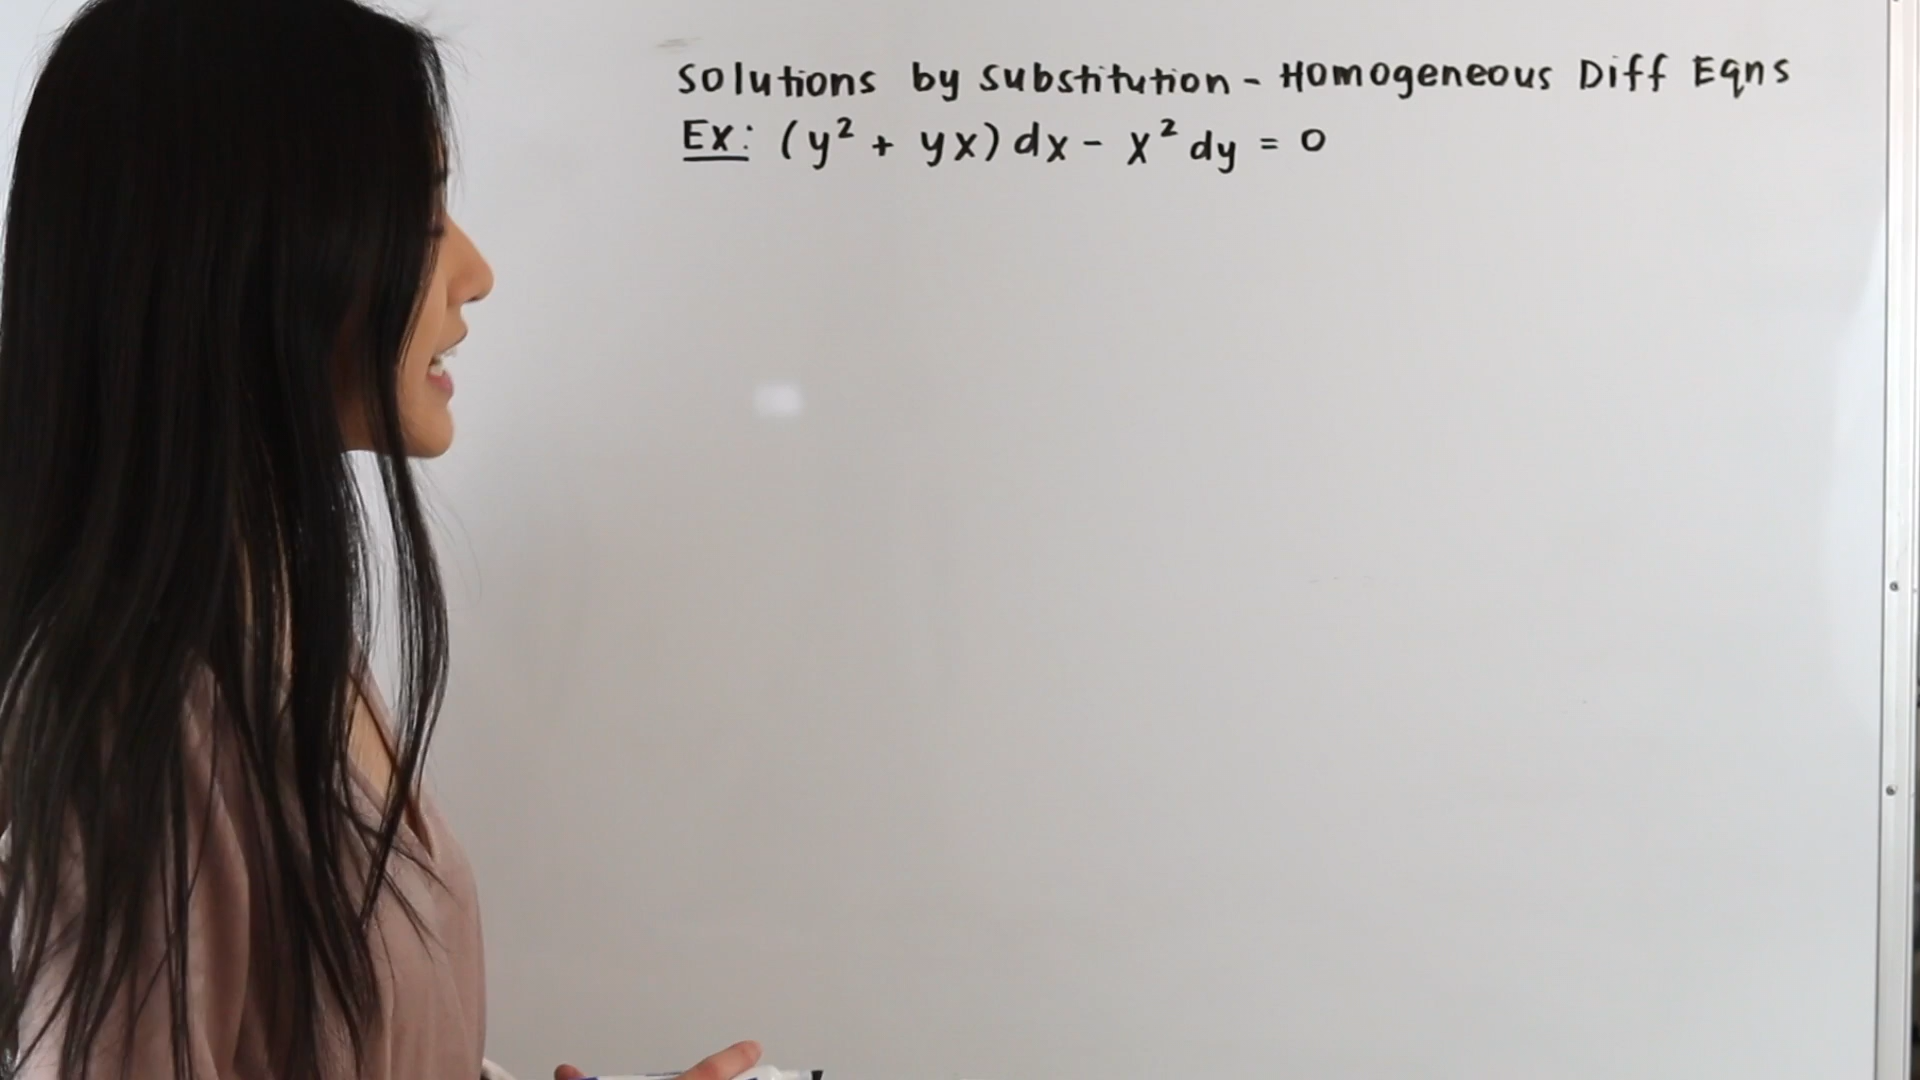 Solutions by Substitution - Homogeneous Diff Eqns
Ex: (y² + yx) dx - x² dy = 0